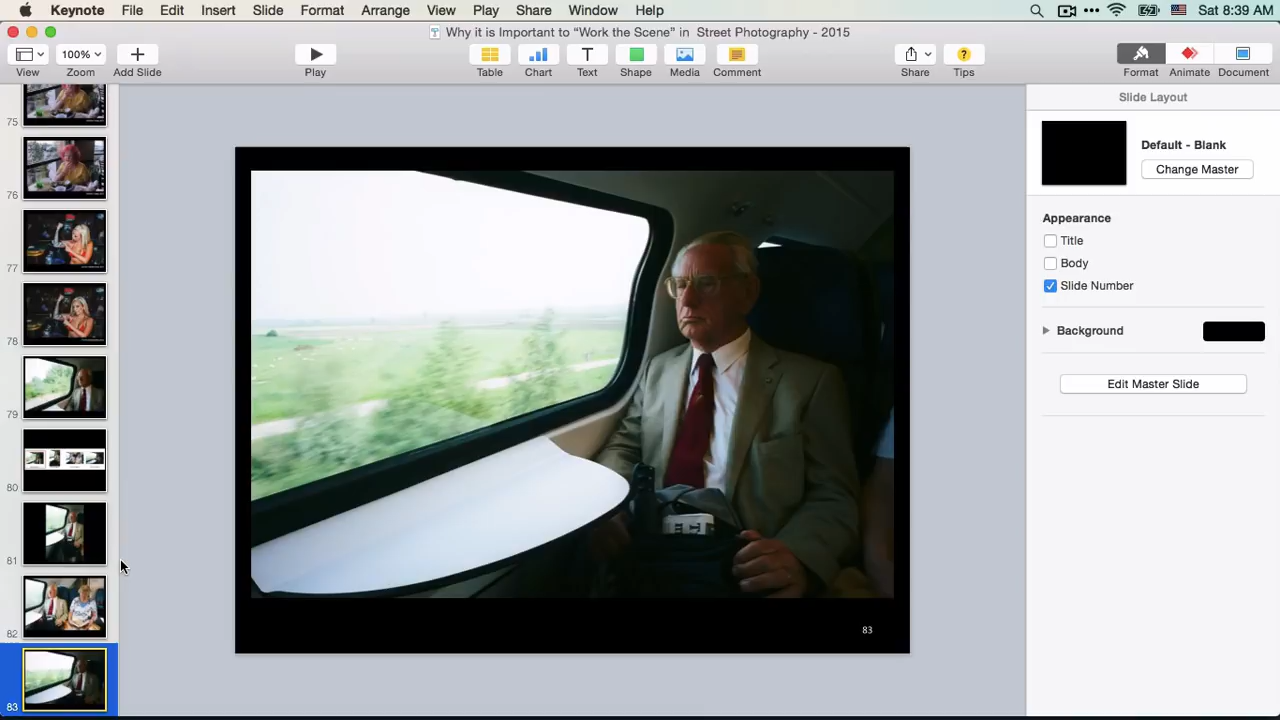 Keynote File Edit Insert Slide Format Arrange View Play Share Window Help Sat 8:39 AM
Why it is Important to “Work the Scene” in Street Photography - 2015
100%
View Zoom Add Slide Play Table Chart Text Shape Media Comment Share Tips Format Animate Document
Slide Layout
Default - Blank
Change Master
Appearance
Title
Body
Slide Number
Background
Edit Master Slide
75
76
77
78
79
80
81
82
83
83